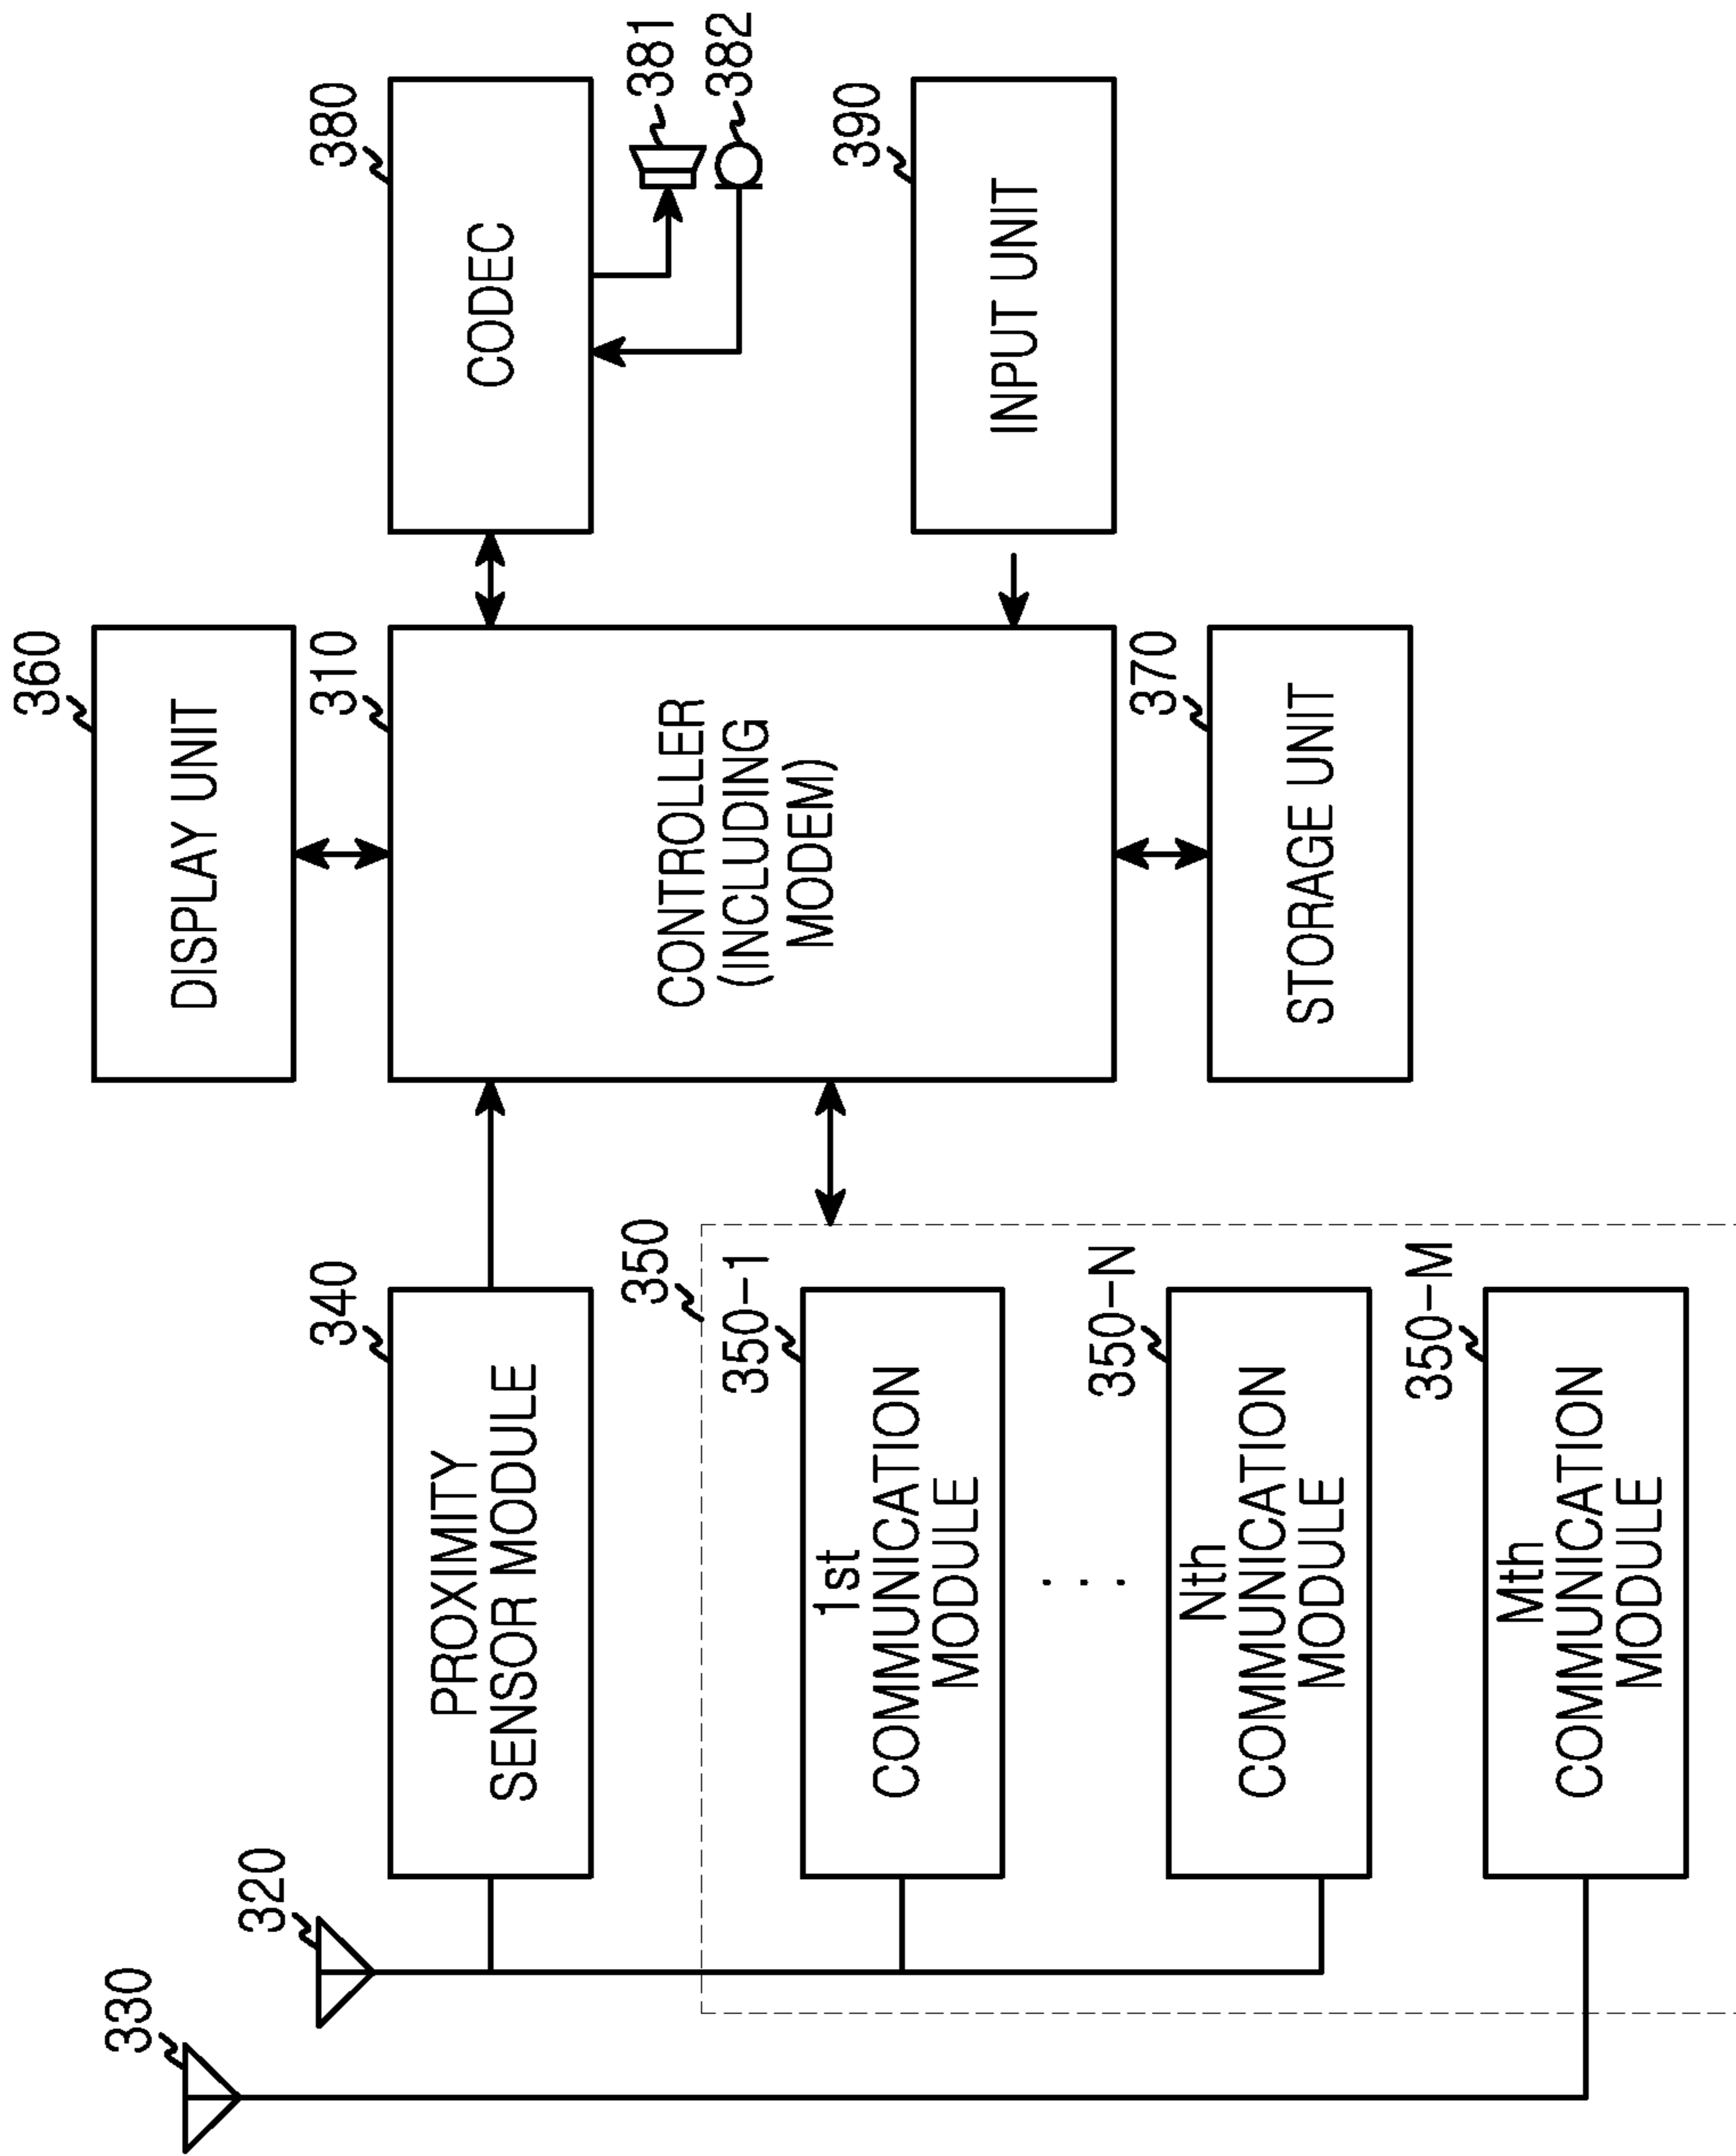 330
320
340
PROXIMITY
SENSOR MODULE
350
350-1
1st
COMMUNICATION
MODULE
. . .
350-N
Nth
COMMUNICATION
MODULE
350-M
Mth
COMMUNICATION
MODULE
360
DISPLAY UNIT
310
CONTROLLER
(INCLUDING
MODEM)
370
STORAGE UNIT
380
CODEC
381
382
390
INPUT UNIT